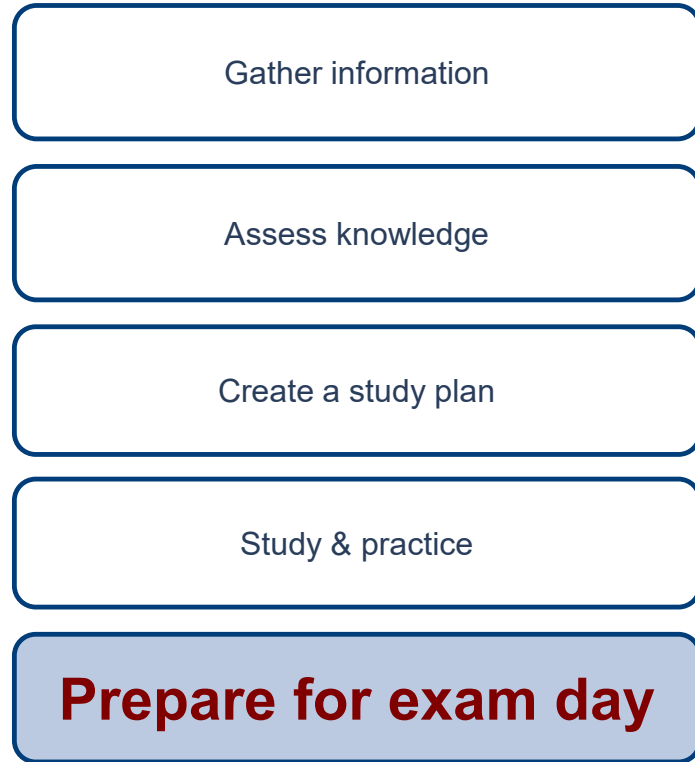 Gather information
Assess knowledge
Create a study plan
Study & practice
Prepare for exam day